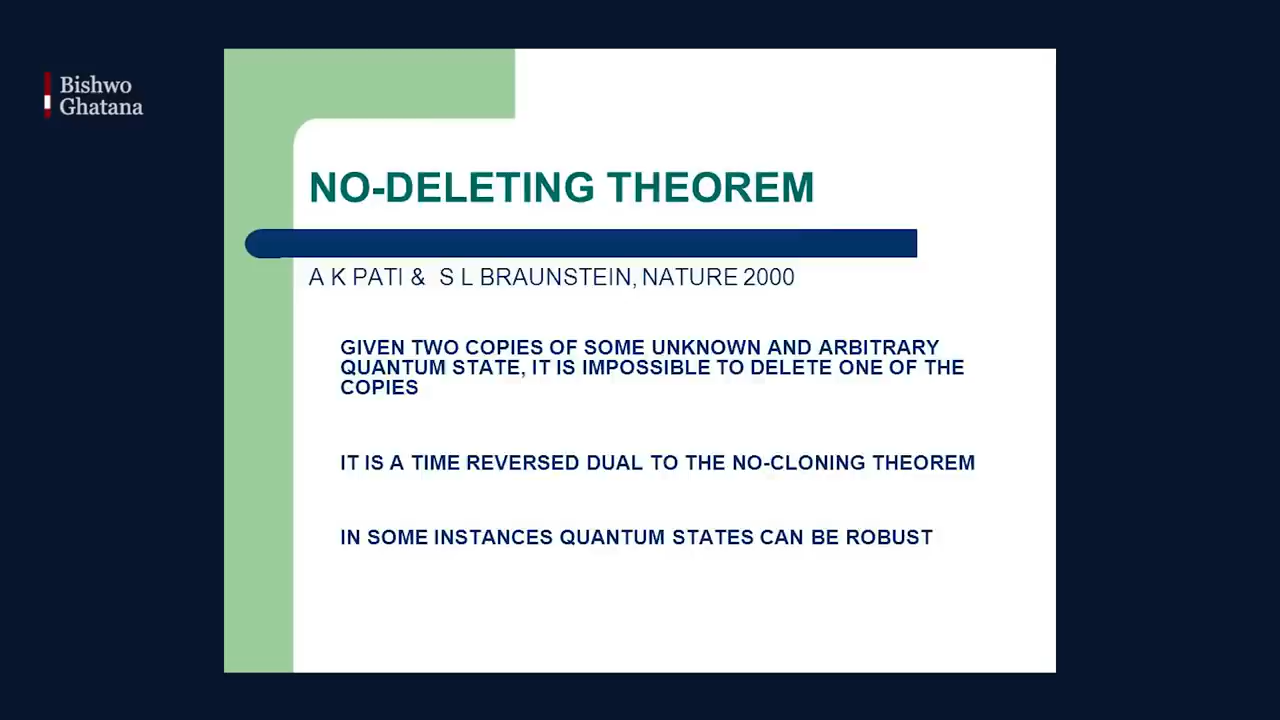 Bishwo
Ghatana
NO-DELETING THEOREM
A K PATI & S L BRAUNSTEIN, NATURE 2000
GIVEN TWO COPIES OF SOME UNKNOWN AND ARBITRARY
QUANTUM STATE, IT IS IMPOSSIBLE TO DELETE ONE OF THE
COPIES
IT IS A TIME REVERSED DUAL TO THE NO-CLONING THEOREM
IN SOME INSTANCES QUANTUM STATES CAN BE ROBUST